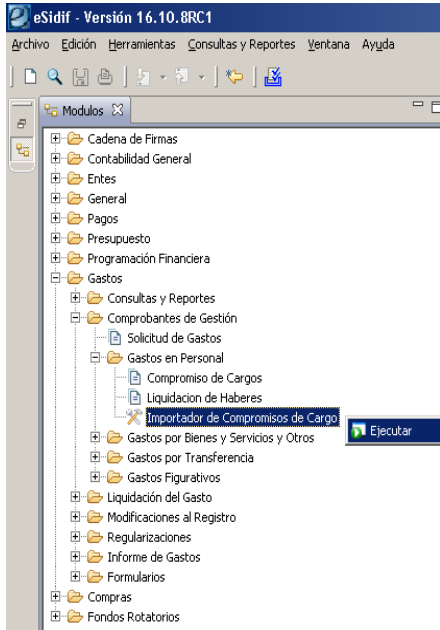 eSidif - Versión 16.10.8RC1
Archivo Edición Herramientas Consultas y Reportes Ventana Ayuda
Modulos
Cadena de Firmas
Contabilidad General
Entes
General
Pagos
Presupuesto
Programación Financiera
Gastos
Consultas y Reportes
Comprobantes de Gestión
Solicitud de Gastos
Gastos en Personal
Compromiso de Cargos
Liquidacion de Haberes
Importador de Compromisos de Cargo
Ejecutar
Gastos por Bienes y Servicios y Otros
Gastos por Transferencia
Gastos Figurativos
Liquidación del Gasto
Modificaciones al Registro
Regularizaciones
Informe de Gastos
Formularios
Compras
Fondos Rotatorios